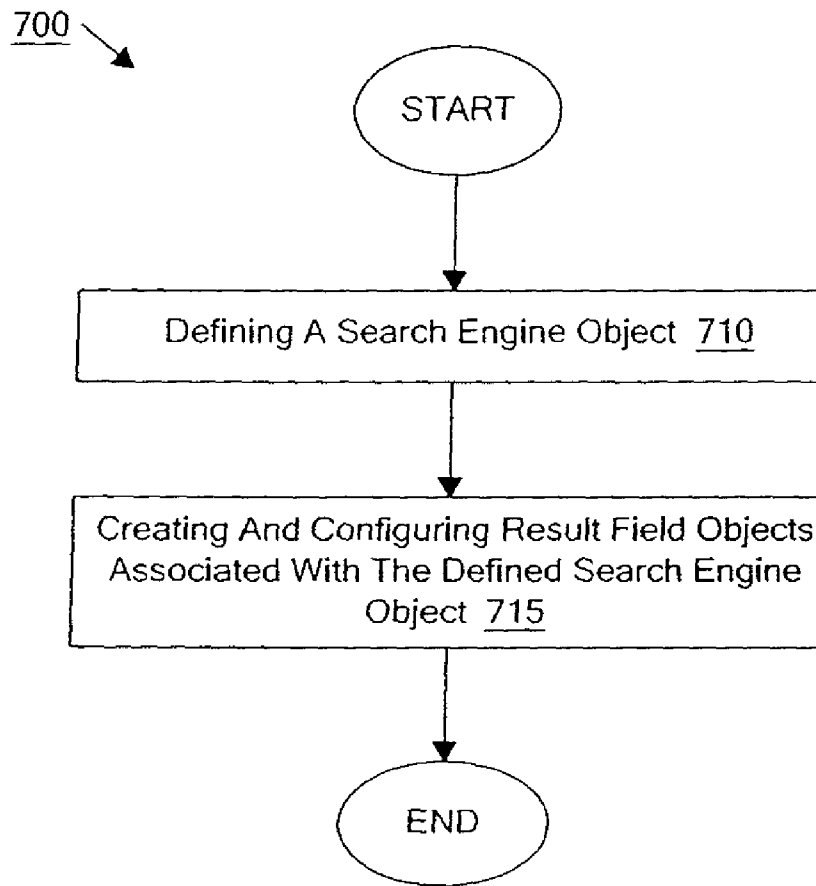 700
START
Defining A Search Engine Object 710
Creating And Configuring Result Field Objects
Associated With The Defined Search Engine
Object 715
END